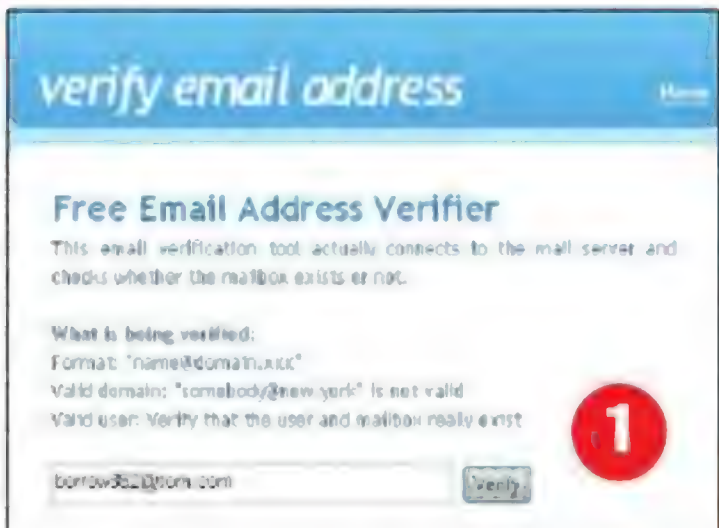 verify email address
Home
Free Email Address Verifier
This email verification tool actually connects to the mail server and
checks whether the mailbox exists or not.
What is being verified:
Format: "name@domain.xxx"
Valid domain: "somebody@new york" is not valid
Valid user: Verify that the user and mailbox really exist
1
Verify